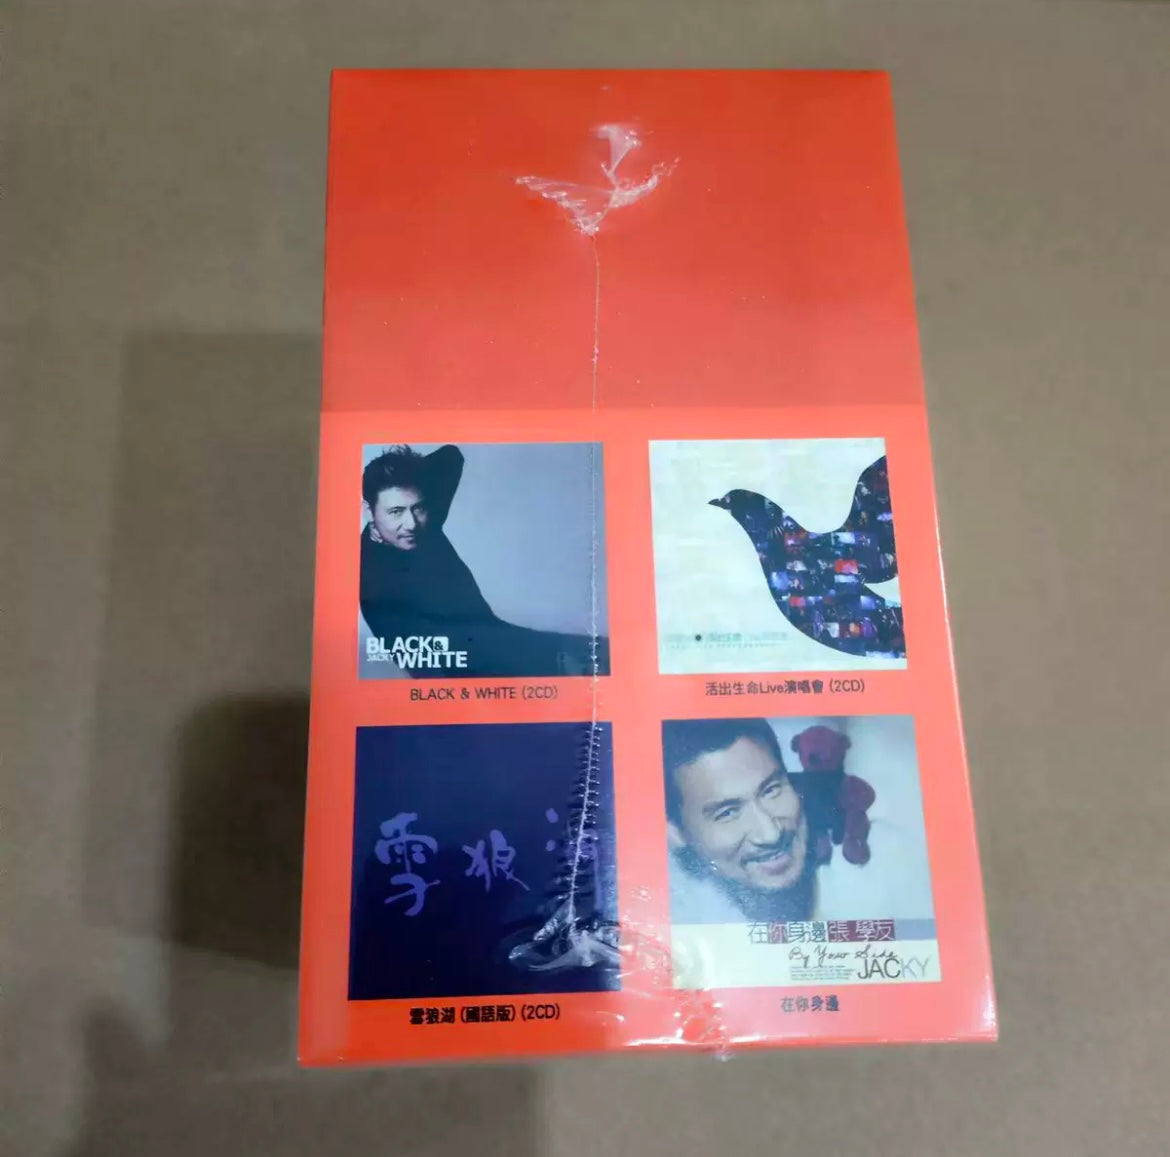 BLACK &
JACKY WHITE
BLACK & WHITE (2CD)
活出生命Live演唱會 (2CD)
雪狼湖
雪狼湖 (國語版) (2CD)
在你身邊 張學友
By Your Side
JACKY
在你身邊